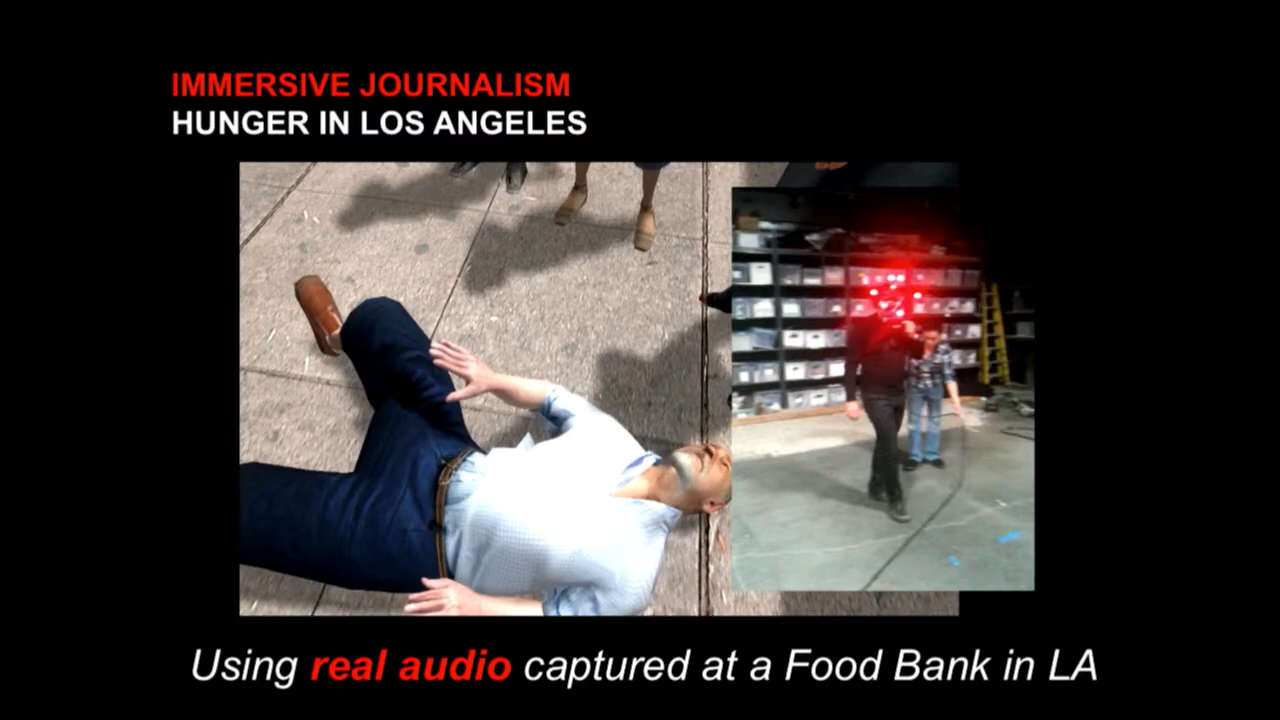 IMMERSIVE JOURNALISM
HUNGER IN LOS ANGELES
Using real audio captured at a Food Bank in LA